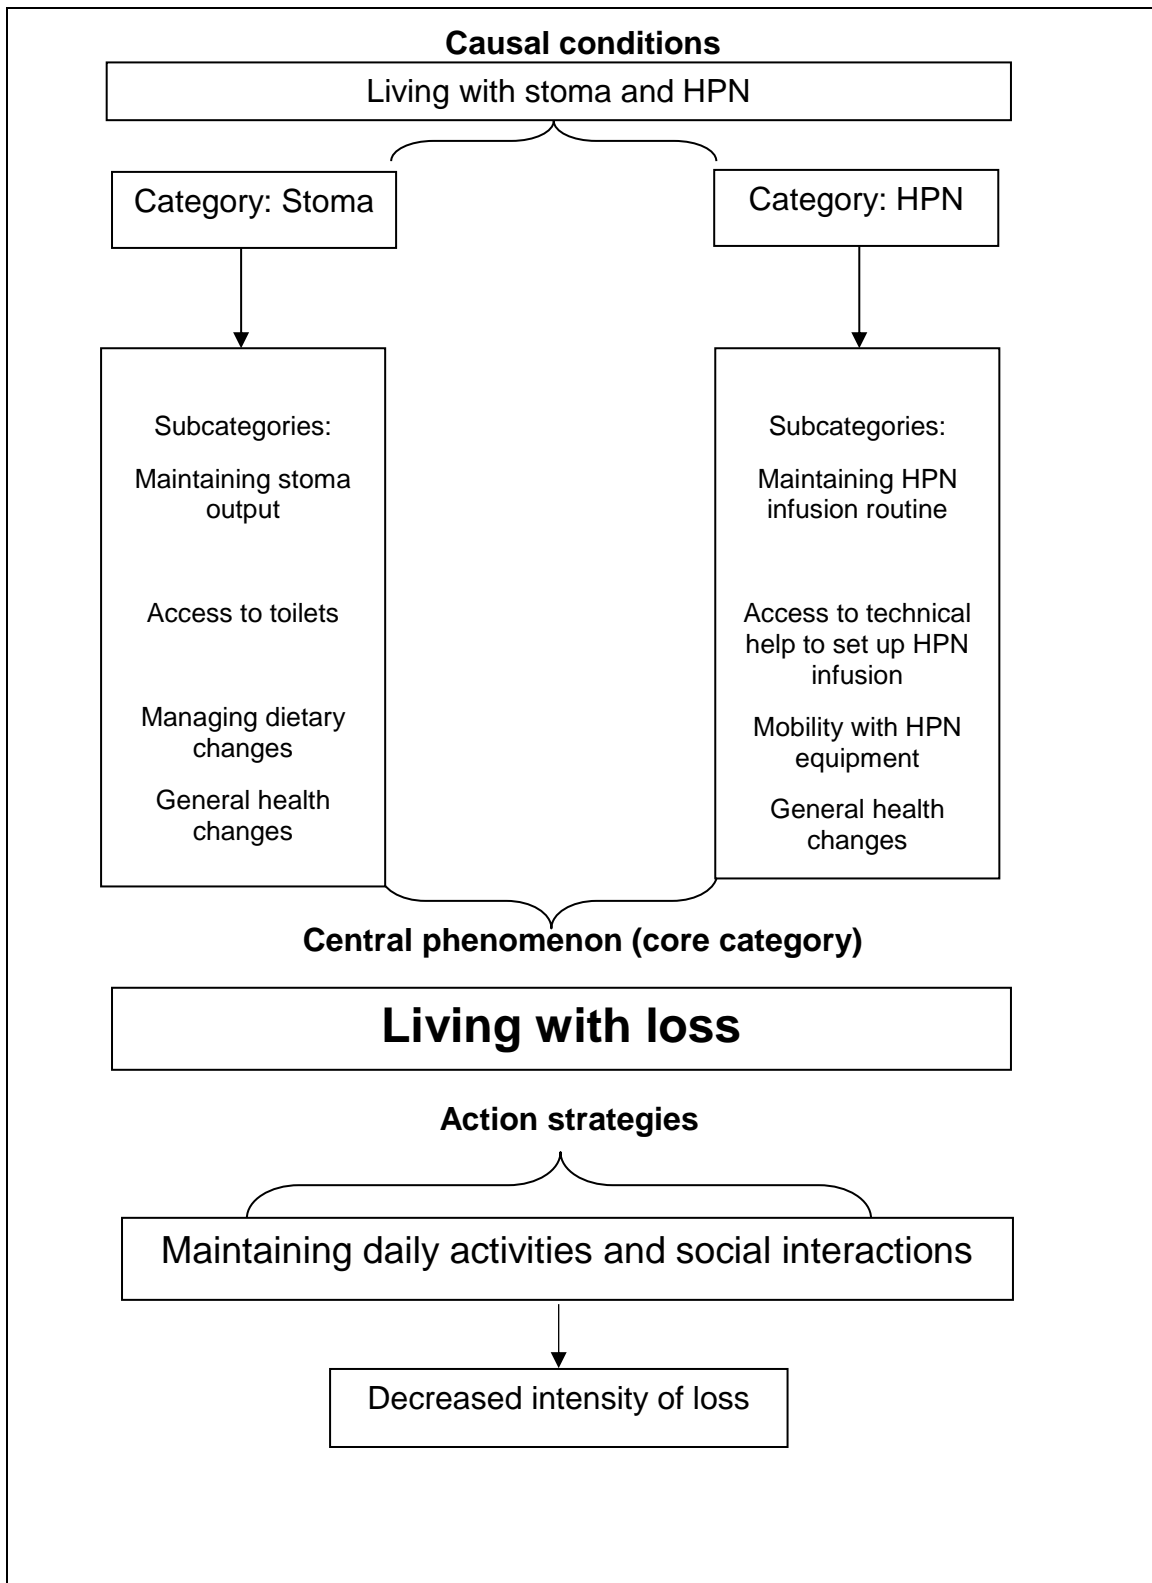 Causal conditions
Living with stoma and HPN
Category: Stoma
Category: HPN
Subcategories:
Maintaining stoma
output
Access to toilets
Managing dietary
changes
General health
changes
Subcategories:
Maintaining HPN
infusion routine
Access to technical
help to set up HPN
infusion
Mobility with HPN
equipment
General health
changes
Central phenomenon (core category)
Living with loss
Action strategies
Maintaining daily activities and social interactions
Decreased intensity of loss